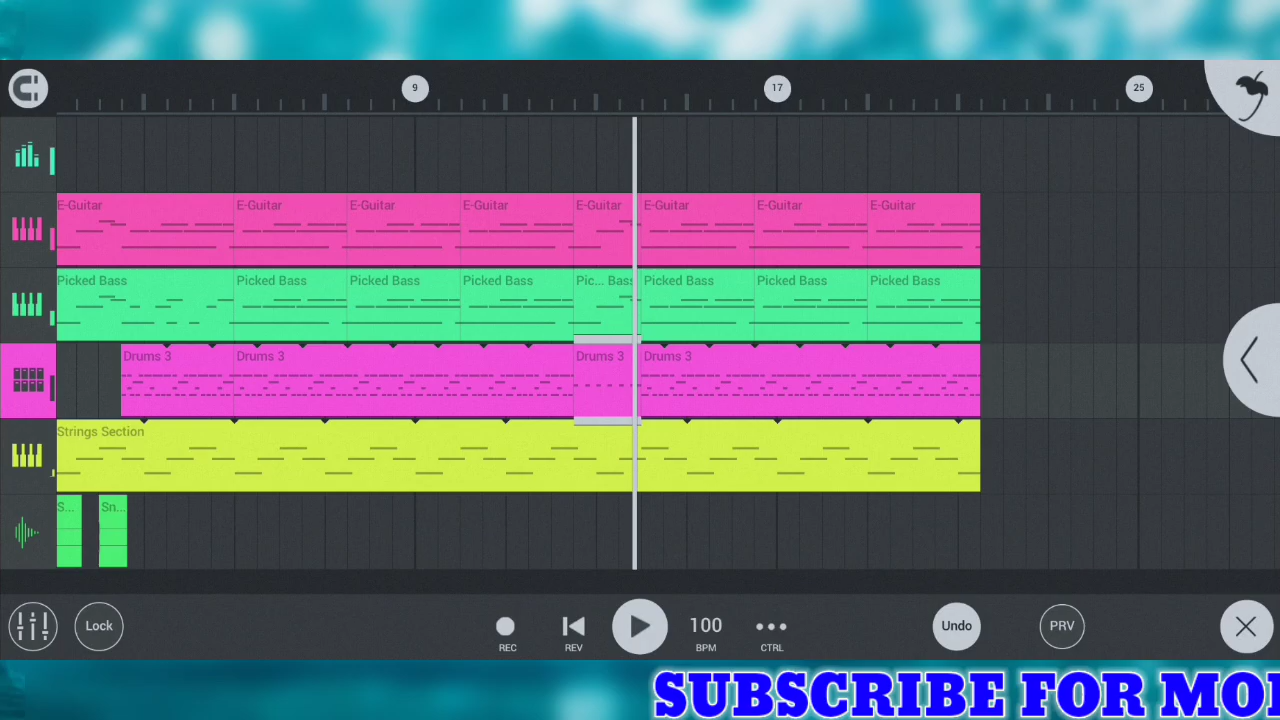 9 17 25
E-Guitar E-Guitar E-Guitar E-Guitar E-Guitar E-Guitar E-Guitar E-Guitar
Picked Bass Picked Bass Picked Bass Picked Bass Pic... Bass Picked Bass Picked Bass Picked Bass
Drums 3 Drums 3 Drums 3 Drums 3
Strings Section
S... Sn...
Lock 100 Undo PRV
REC REV BPM CTRL
SUBSCRIBE FOR MO